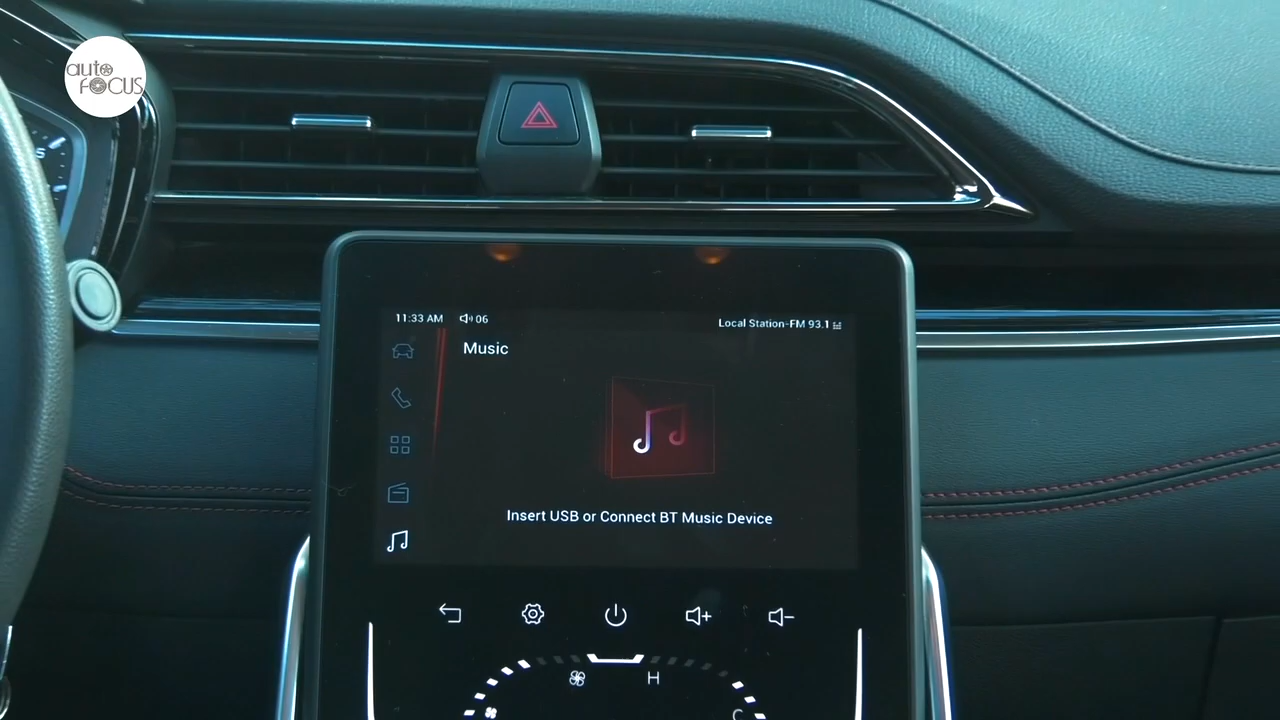 auto
FOCUS
11:33 AM
06
Local Station-FM 93.1
Music
Insert USB or Connect BT Music Device
H
C